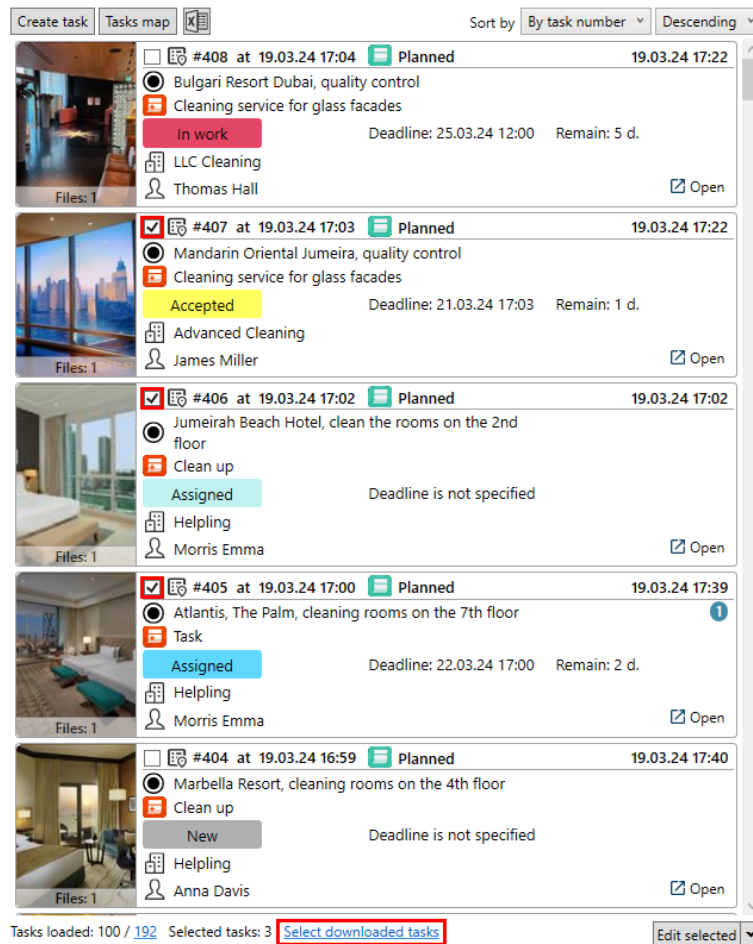 Create task Tasks map Sort by By task number Descending
#408 at 19.03.24 17:04 Planned 19.03.24 17:22
Bulgari Resort Dubai, quality control
Cleaning service for glass facades
In work Deadline: 25.03.24 12:00 Remain: 5 d.
LLC Cleaning
Files: 1 Thomas Hall Open
#407 at 19.03.24 17:03 Planned 19.03.24 17:22
Mandarin Oriental Jumeira, quality control
Cleaning service for glass facades
Accepted Deadline: 21.03.24 17:03 Remain: 1 d.
Advanced Cleaning
Files: 1 James Miller Open
#406 at 19.03.24 17:02 Planned 19.03.24 17:02
Jumeirah Beach Hotel, clean the rooms on the 2nd
floor
Clean up
Assigned Deadline is not specified
Helpling
Files: 1 Morris Emma Open
#405 at 19.03.24 17:00 Planned 19.03.24 17:39
Atlantis, The Palm, cleaning rooms on the 7th floor 1
Task
Assigned Deadline: 22.03.24 17:00 Remain: 2 d.
Helpling
Files: 1 Morris Emma Open
#404 at 19.03.24 16:59 Planned 19.03.24 17:40
Marbella Resort, cleaning rooms on the 4th floor
Clean up
New Deadline is not specified
Helpling
Files: 1 Anna Davis Open
Tasks loaded: 100 / 192 Selected tasks: 3 Select downloaded tasks Edit selected